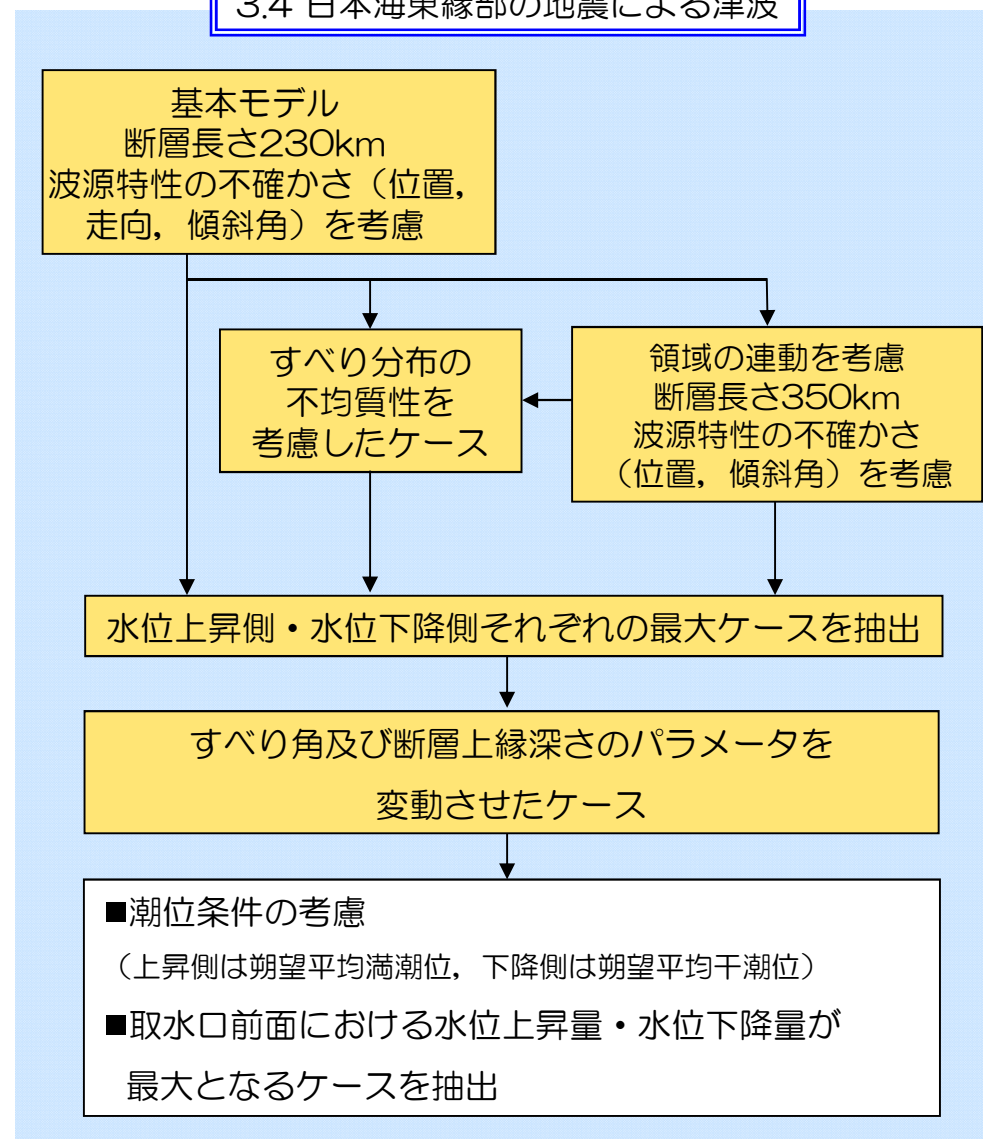 3.4 日本海東縁部の地震による津波
基本モデル
断層長さ230km
波源特性の不確かさ（位置，
走向，傾斜角）を考慮
すべり分布の
不均質性を
考慮したケース
領域の連動を考慮
断層長さ350km
波源特性の不確かさ
（位置，傾斜角）を考慮
水位上昇側・水位下降側それぞれの最大ケースを抽出
すべり角及び断層上縁深さのパラメータを
変動させたケース
■潮位条件の考慮
（上昇側は朔望平均満潮位，下降側は朔望平均干潮位）
■取水口前面における水位上昇量・水位下降量が
最大となるケースを抽出